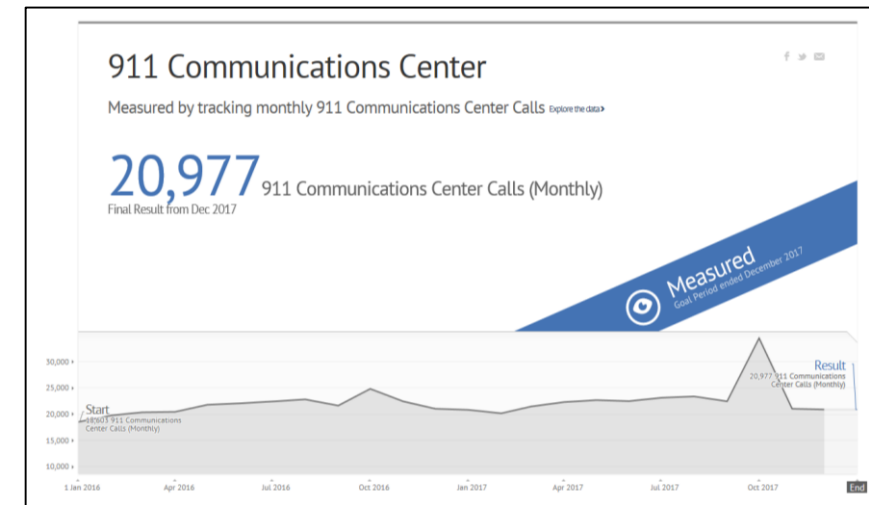 911 Communications Center
Measured by tracking monthly 911 Communications Center Calls Explore the data>
20,977 911 Communications Center Calls (Monthly)
Final Result from Dec 2017
Measured
Goal Period ended December 2017
30,000
25,000
20,000
15,000
10,000
Start
18,603 911 Communications
Center Calls (Monthly)
Result
20,977 911 Communications
Center Calls (Monthly)
1 Jan 2016 Apr 2016 Jul 2016 Oct 2016 Jan 2017 Apr 2017 Jul 2017 Oct 2017 End